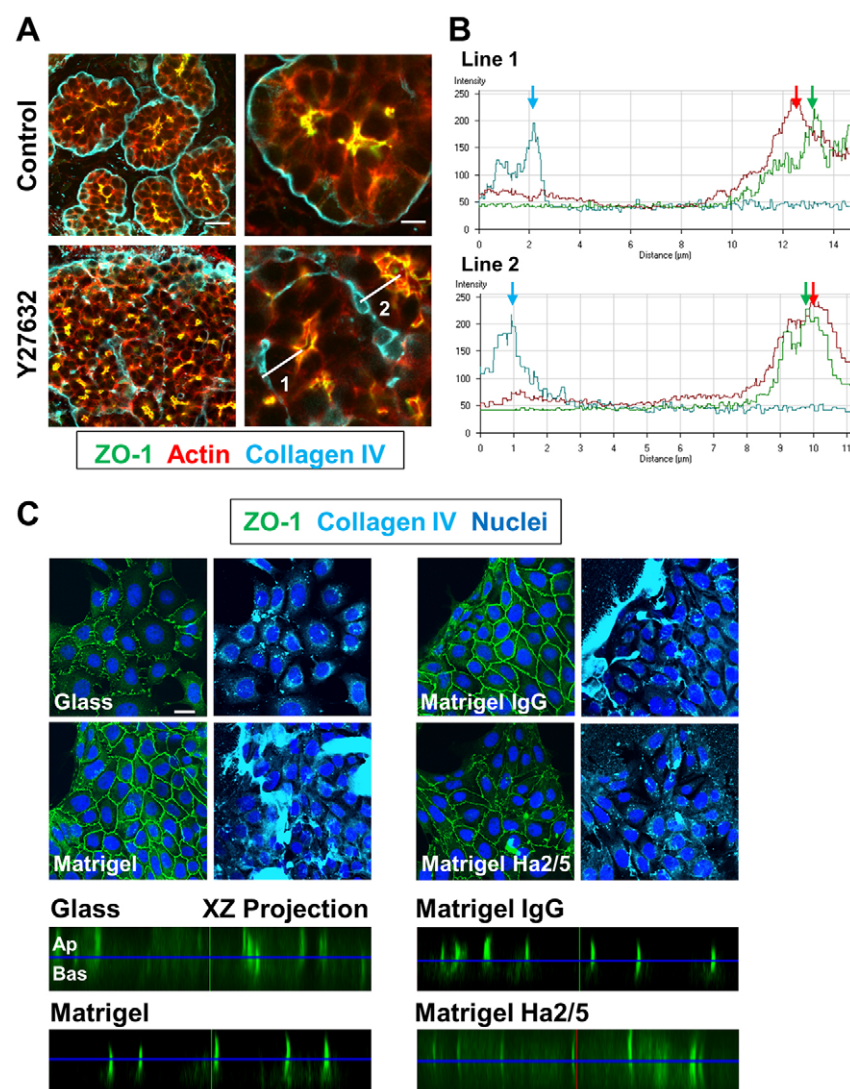 A
B
Control
Y27632
1
2
ZO-1 Actin Collagen IV
Line 1
Intensity
250
200
150
100
50
0
0 2 4 6 8 10 12 14
Distance (µm)
Line 2
Intensity
250
200
150
100
50
0
0 1 2 3 4 5 6 7 8 9 10 11
Distance (µm)
C
ZO-1 Collagen IV Nuclei
Glass
Matrigel IgG
Matrigel
Matrigel Ha2/5
Glass XZ Projection
Ap
Bas
Matrigel IgG
Matrigel
Matrigel Ha2/5